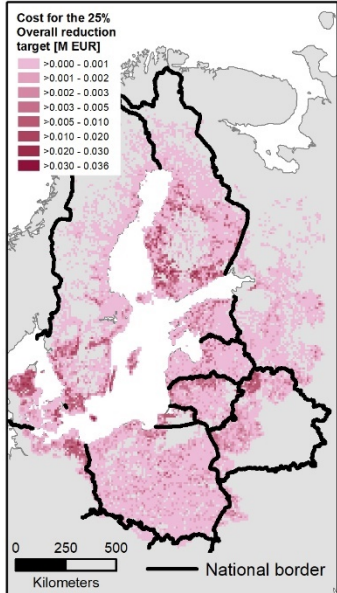 Cost for the 25%
Overall reduction
target [M EUR]
>0.000 - 0.001
>0.001 - 0.002
>0.002 - 0.003
>0.003 - 0.005
>0.005 - 0.010
>0.010 - 0.020
>0.020 - 0.030
>0.030 - 0.036
0 250 500
Kilometers
National border